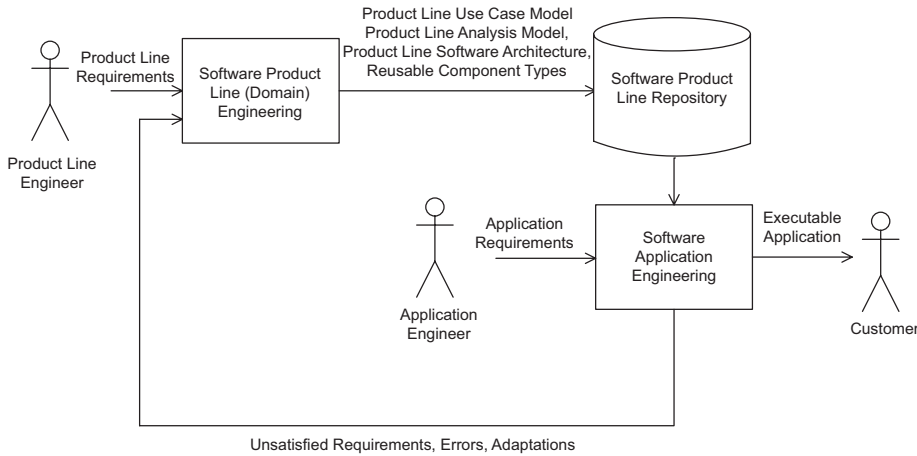 Product Line Use Case Model
Product Line Analysis Model,
Product Line Software Architecture,
Reusable Component Types
Product Line
Requirements
Software Product
Line (Domain)
Engineering
Software Product
Line Repository
Product Line
Engineer
Application
Requirements
Software
Application
Engineering
Executable
Application
Application
Engineer
Customer
Unsatisfied Requirements, Errors, Adaptations